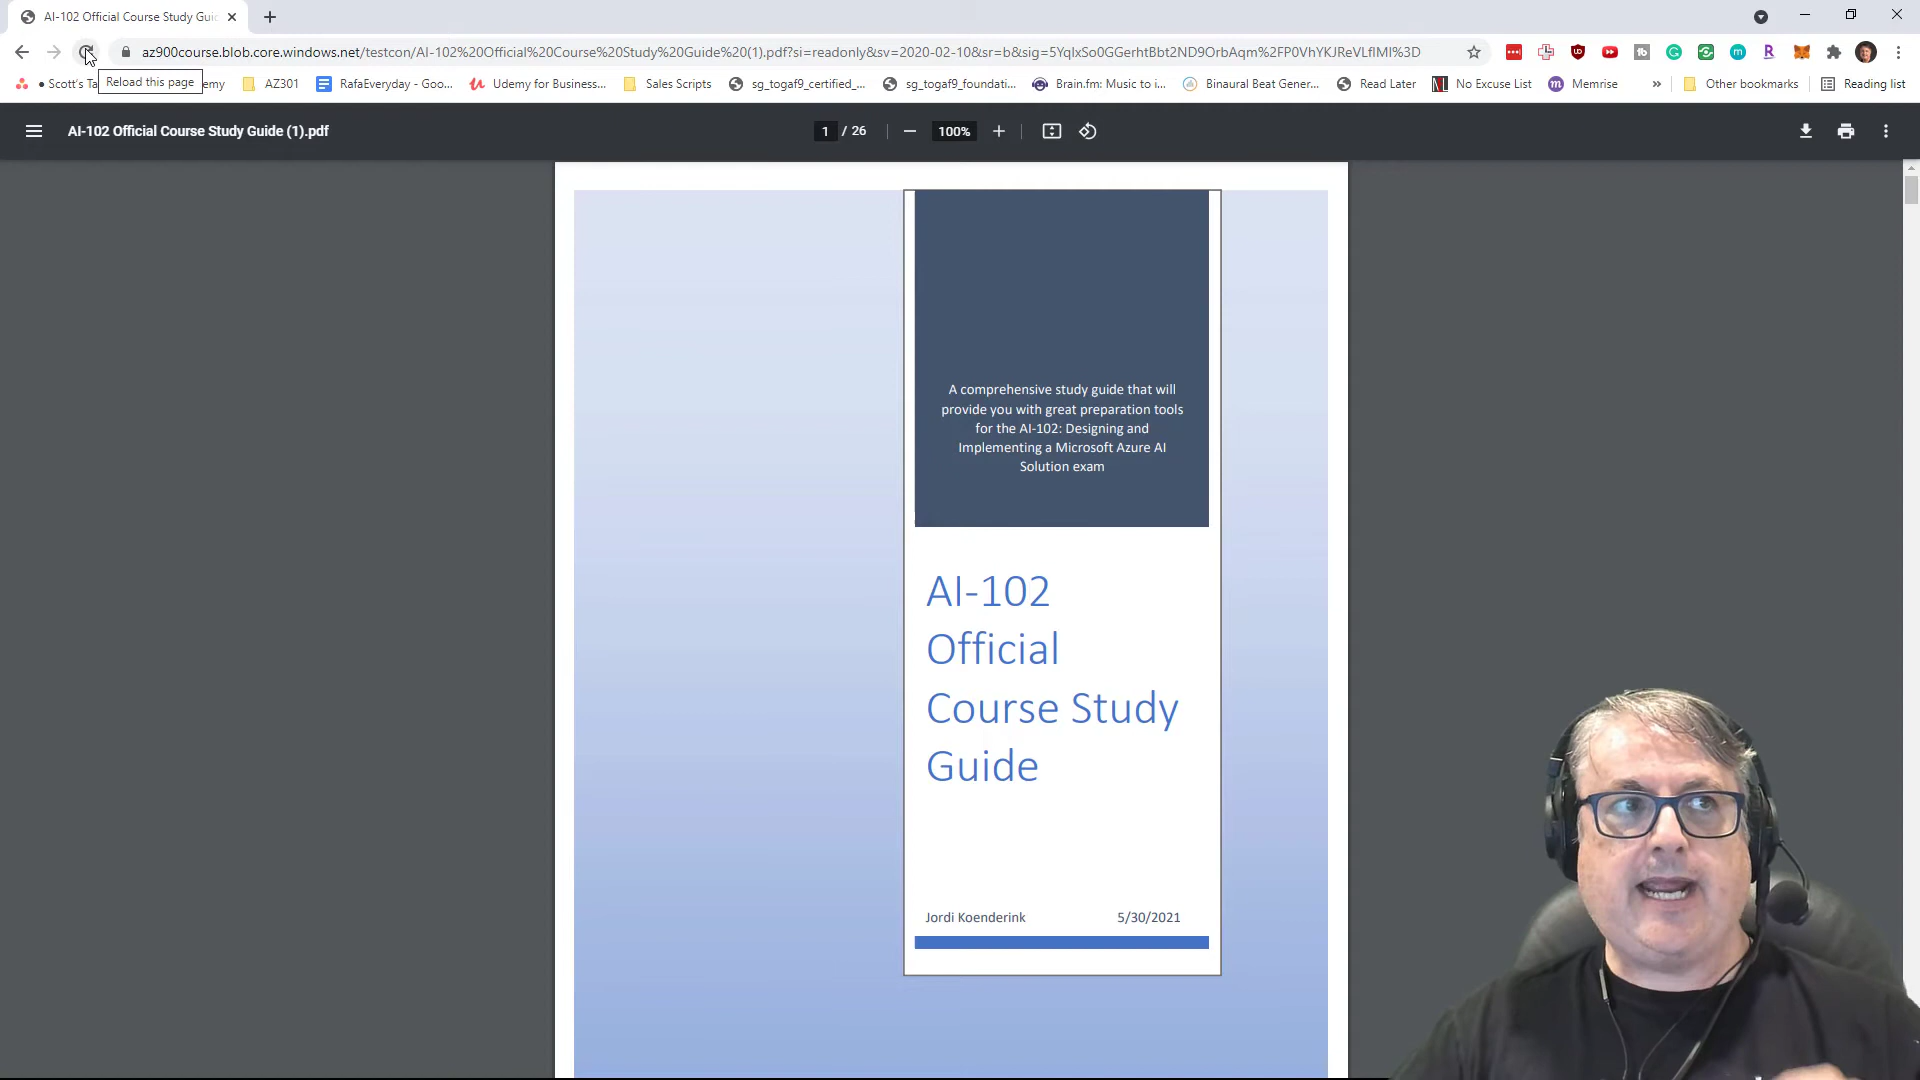 AI-102 Official Course Study Guid
az900course.blob.core.windows.net/testcon/AI-102%20Official%20Course%20Study%20Guide%20(1).pdf?si=readonly&sv=2020-02-10&sr=b&sig=5YqIxSo0GGerhtBbt2ND9OrbAqm%2FP0VhYKJReVLfIMI%3D
Reload this page
Scott's Ta
emy
AZ301
RafaEveryday - Goo...
Udemy for Business...
Sales Scripts
sg_togaf9_certified_...
sg_togaf9_foundati...
Brain.fm: Music to i...
Binaural Beat Gener...
Read Later
No Excuse List
Memrise
»
Other bookmarks
Reading list
AI-102 Official Course Study Guide (1).pdf
1 / 26
100%
A comprehensive study guide that will
provide you with great preparation tools
for the AI-102: Designing and
Implementing a Microsoft Azure AI
Solution exam
AI-102
Official
Course Study
Guide
Jordi Koenderink 5/30/2021